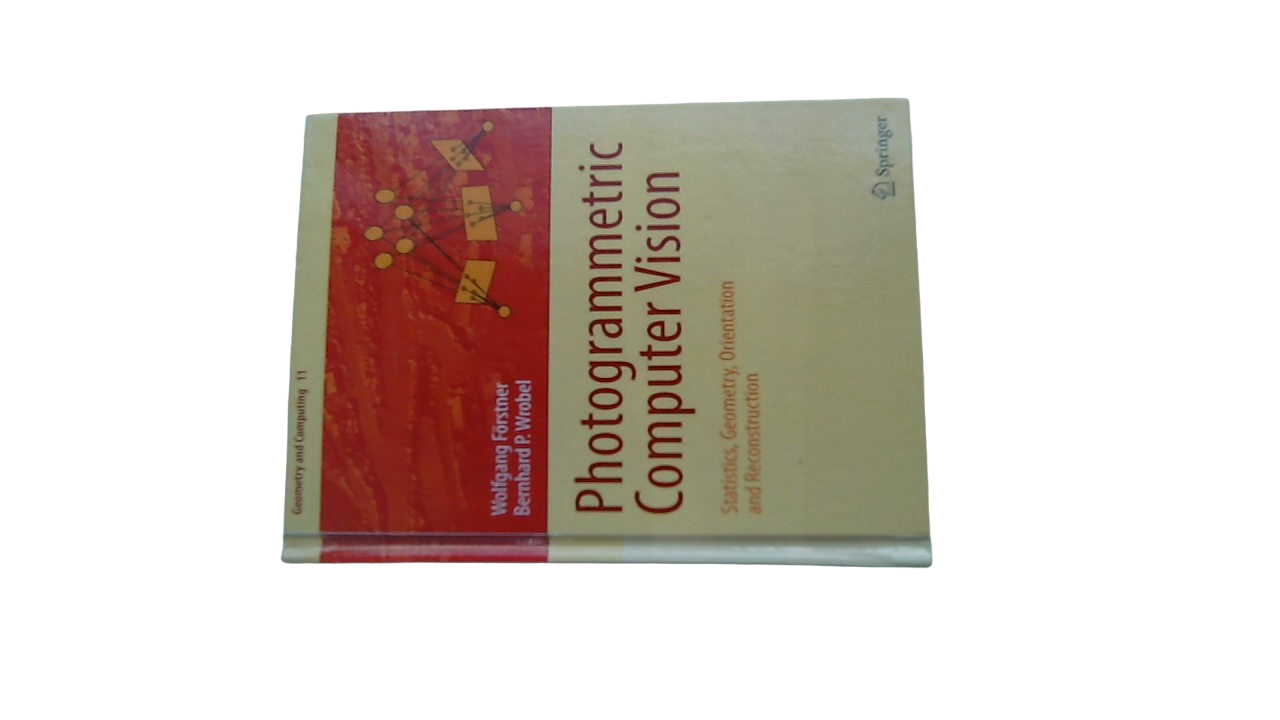 Geometry and Computing 11
Wolfgang Förstner
Bernhard P. Wrobel
Photogrammetric
Computer Vision
Statistics, Geometry, Orientation
and Reconstruction
Springer